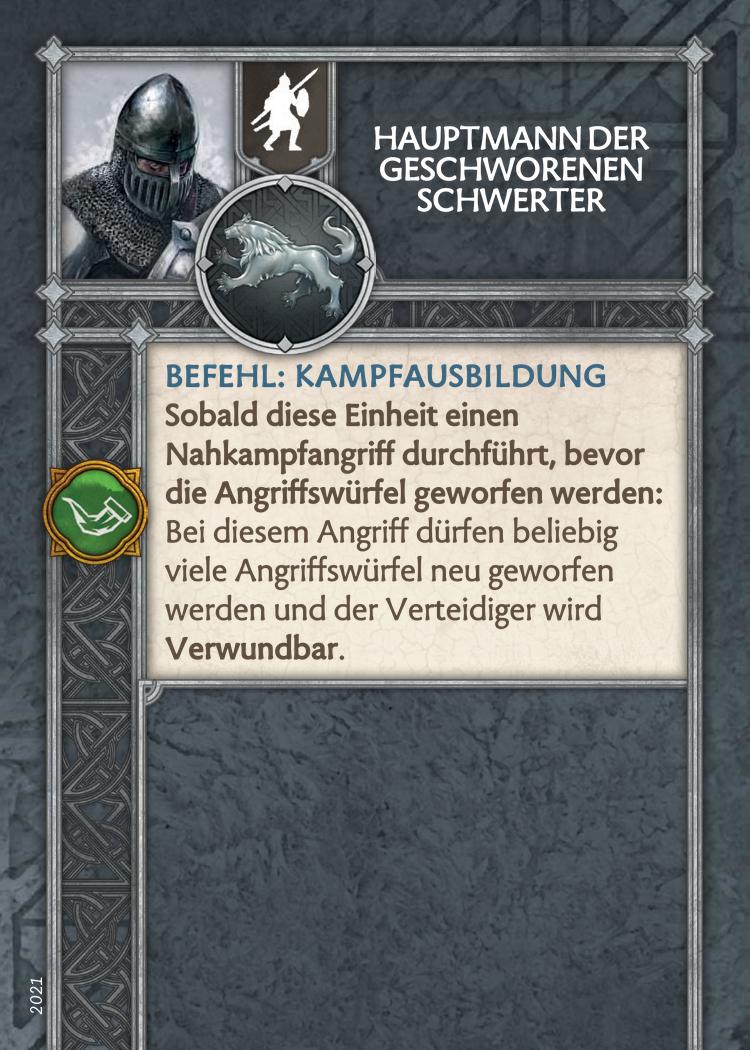 HAUPTMANN DER
GESCHWORENEN
SCHWERTER
BEFEHL: KAMPFAUSBILDUNG
Sobald diese Einheit einen
Nahkampfangriff durchführt, bevor
die Angriffswürfel geworfen werden:
Bei diesem Angriff dürfen beliebig
viele Angriffswürfel neu geworfen
werden und der Verteidiger wird
Verwundbar.
2021